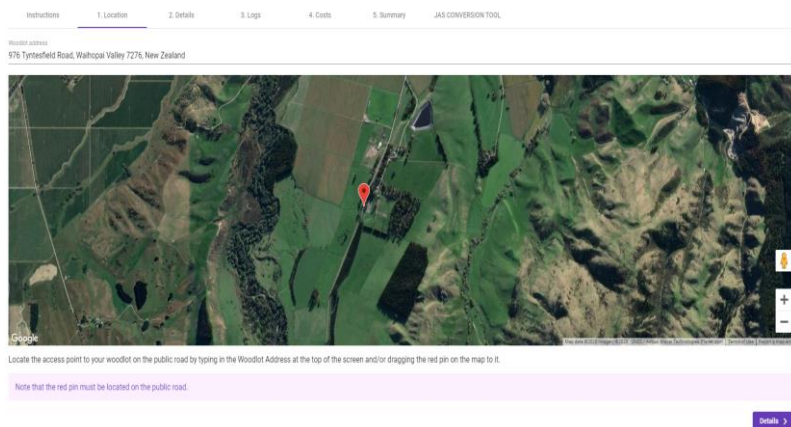 Instructions 1. Location 2. Details 3. Logs 4. Costs 5. Summary JAS CONVERSION TOOL
Woodlot address
976 Tyntesfield Road, Waihopai Valley 7276, New Zealand
Google
Terms of Use
Locate the access point to your woodlot on the public road by typing in the Woodlot Address at the top of the screen and/or dragging the red pin on the map to it.
Note that the red pin must be located on the public road.
Details